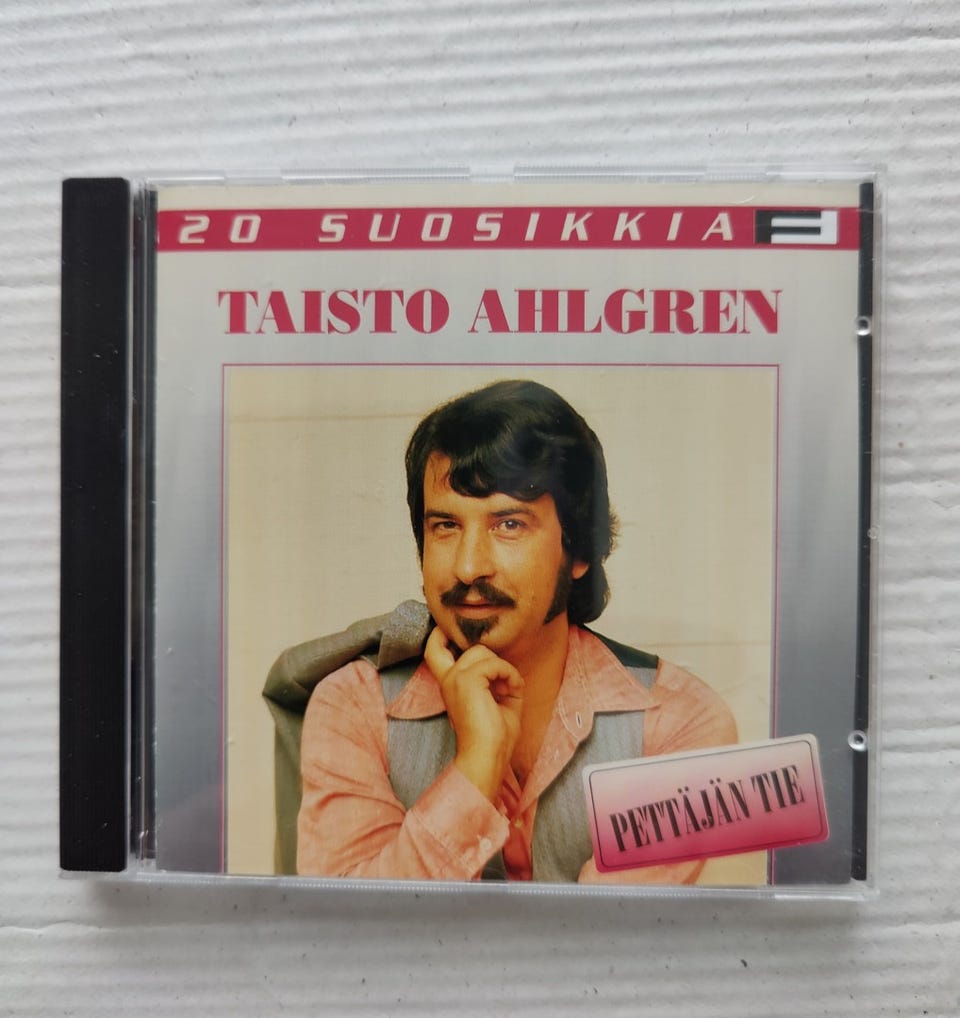 20 SUOSIKKIA F
TAISTO AHLGREN
PETTÄJÄN TIE